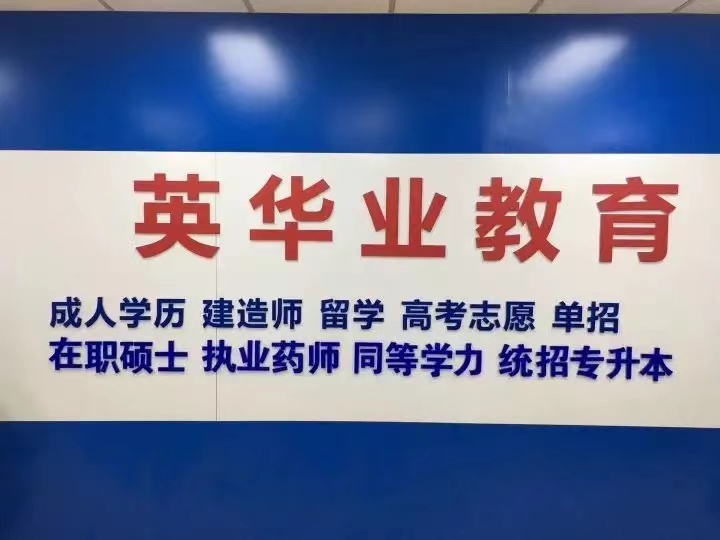 英华业教育
成人学历 建造师 留学 高考志愿 单招
在职硕士 执业药师 同等学力 统招专升本